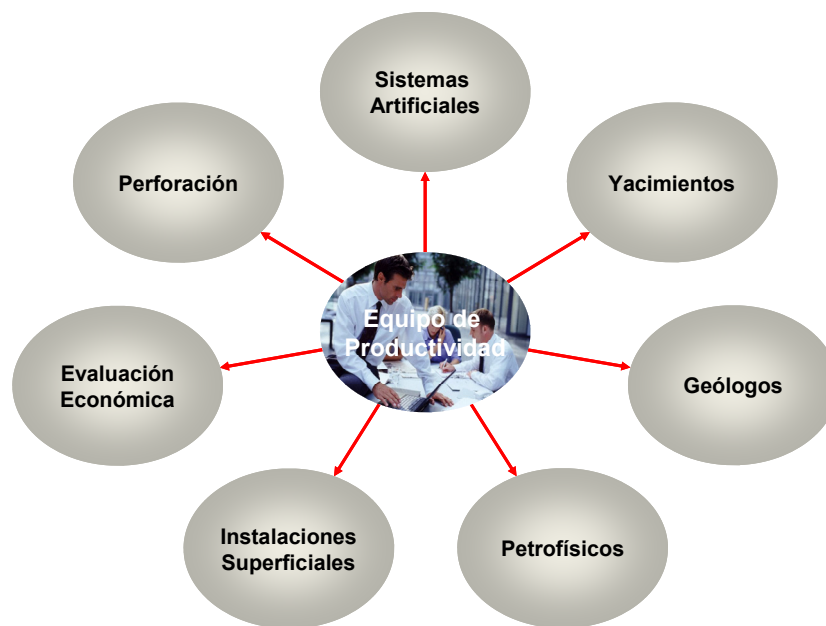 Sistemas
Artificiales
Perforación
Yacimientos
Equipo de
Productividad
Evaluación
Económica
Geólogos
Instalaciones
Superficiales
Petrofísicos